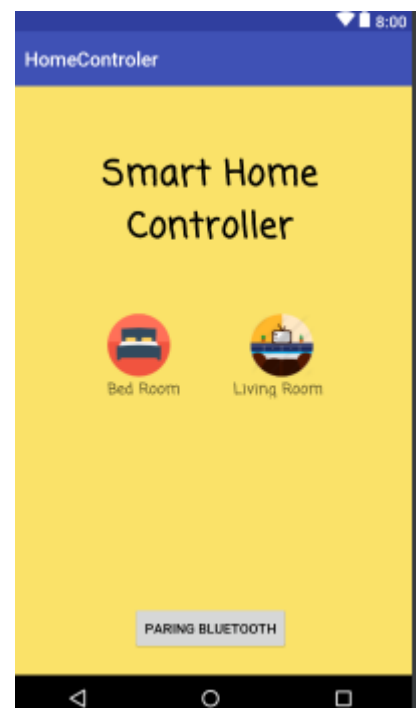 8:00
HomeControler
Smart Home
Controller
Bed Room
Living Room
PARING BLUETOOTH